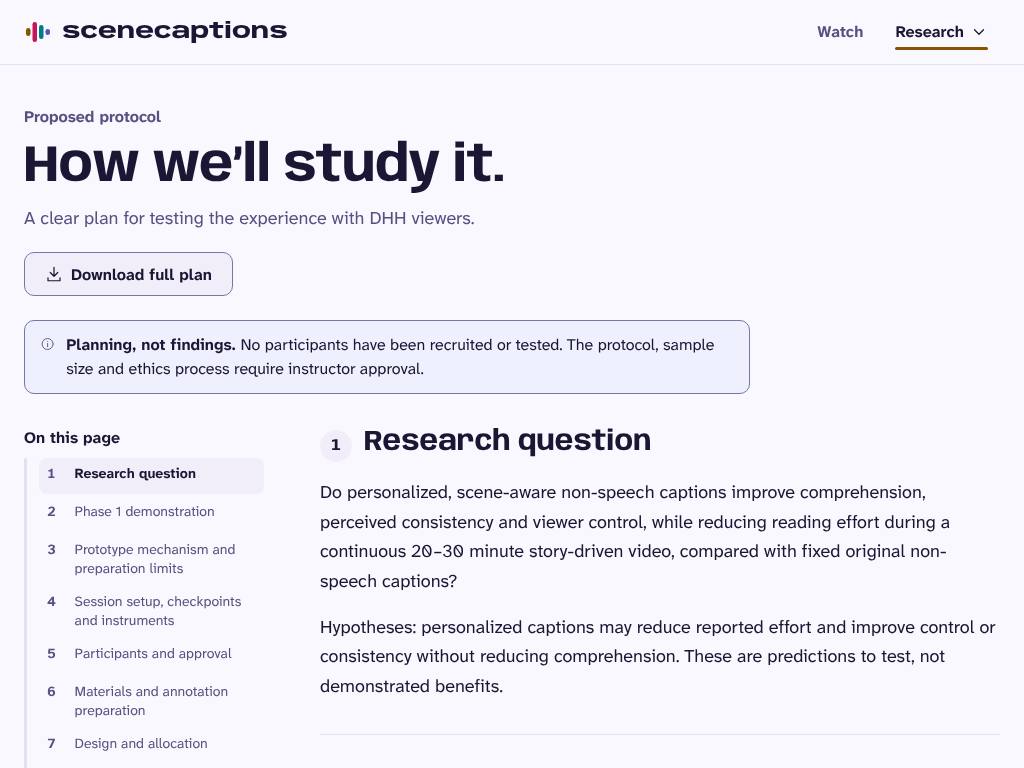 scenecaptions
Watch
Research
Proposed protocol
How we'll study it.
A clear plan for testing the experience with DHH viewers.
Download full plan
Planning, not findings. No participants have been recruited or tested. The protocol, sample
size and ethics process require instructor approval.
On this page
1 Research question
2 Phase 1 demonstration
3 Prototype mechanism and
preparation limits
4 Session setup, checkpoints
and instruments
5 Participants and approval
6 Materials and annotation
preparation
7 Design and allocation
1 Research question
Do personalized, scene-aware non-speech captions improve comprehension,
perceived consistency and viewer control, while reducing reading effort during a
continuous 20–30 minute story-driven video, compared with fixed original non-
speech captions?
Hypotheses: personalized captions may reduce reported effort and improve control or
consistency without reducing comprehension. These are predictions to test, not
demonstrated benefits.